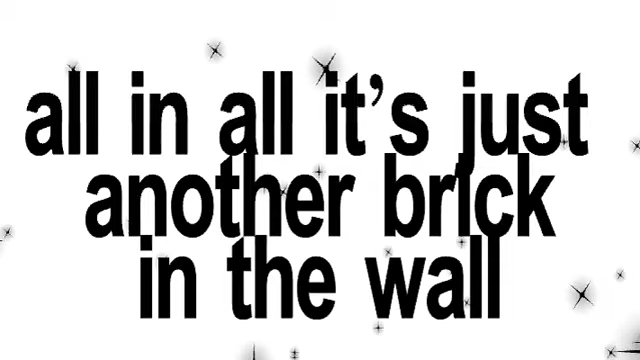 all in all it’s just
another brick
in the wall